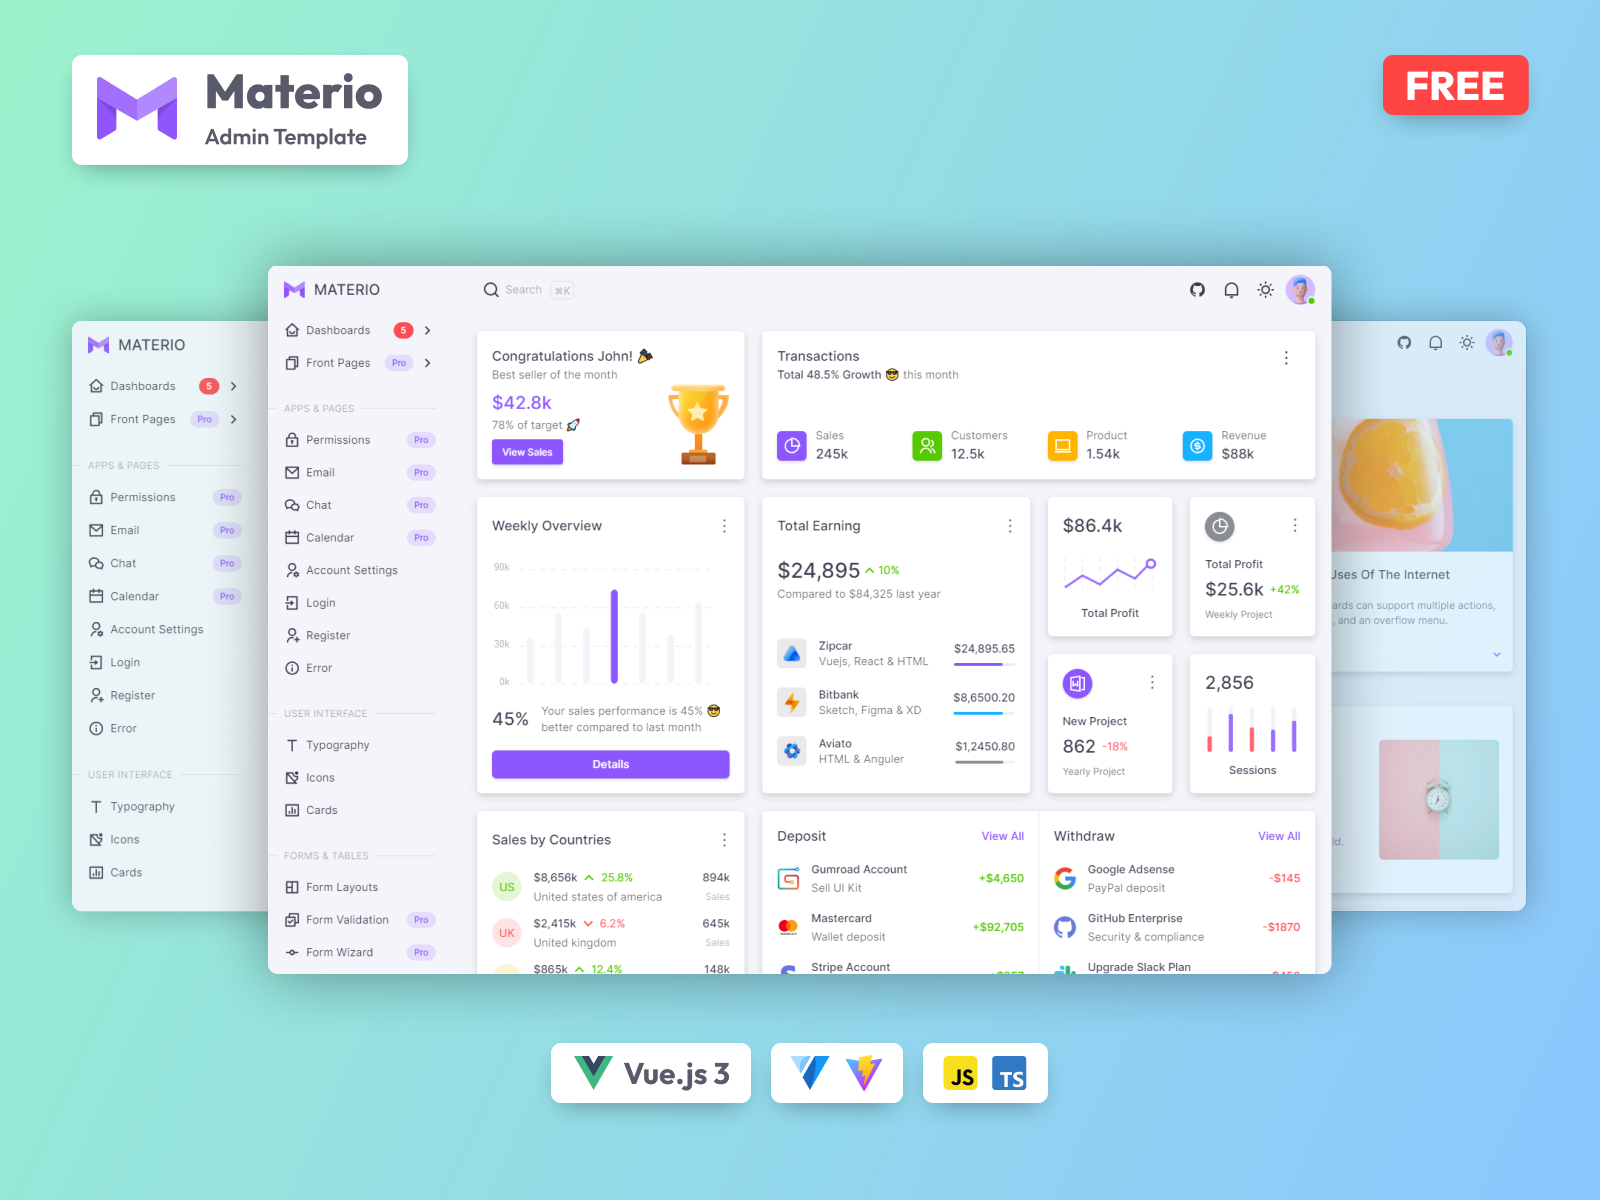 Materio
Admin Template
FREE
MATERIO
Dashboards 5
Front Pages Pro
APPS & PAGES
Permissions Pro
Email Pro
Chat Pro
Calendar Pro
Account Settings
Login
Register
Error
USER INTERFACE
Typography
Icons
Cards
MATERIO
Search ⌘K
Dashboards 5
Front Pages Pro
APPS & PAGES
Permissions Pro
Email Pro
Chat Pro
Calendar Pro
Account Settings
Login
Register
Error
USER INTERFACE
Typography
Icons
Cards
FORMS & TABLES
Form Layouts
Form Validation Pro
Form Wizard Pro
Congratulations John! 🎉
Best seller of the month
$42.8k
78% of target 🚀
View Sales
Transactions
Total 48.5% Growth 😎 this month
Sales
245k
Customers
12.5k
Product
1.54k
Revenue
$88k
Weekly Overview
90k
60k
30k
0k
45%
Your sales performance is 45% 😎
better compared to last month
Details
Total Earning
$24,895 10%
Compared to $84,325 last year
Zipcar
Vuejs, React & HTML
$24,895.65
Bitbank
Sketch, Figma & XD
$8,6500.20
Aviato
HTML & Anguler
$1,2450.80
$86.4k
Total Profit
Total Profit
$25.6k +42%
Weekly Project
New Project
862 -18%
Yearly Project
2,856
Sessions
Sales by Countries
US
$8,656k 25.8%
United states of america
894k
Sales
UK
$2,415k 6.2%
United kingdom
645k
Sales
$865k 12.4%
148k
Deposit View All
Gumroad Account
Sell UI Kit
+$4,650
Mastercard
Wallet deposit
+$92,705
Stripe Account
Withdraw View All
Google Adsense
PayPal deposit
-$145
GitHub Enterprise
Security & compliance
-$1870
Upgrade Slack Plan
Uses Of The Internet
ards can support multiple actions,
, and an overflow menu.
ld.
Vue.js 3
JS
TS